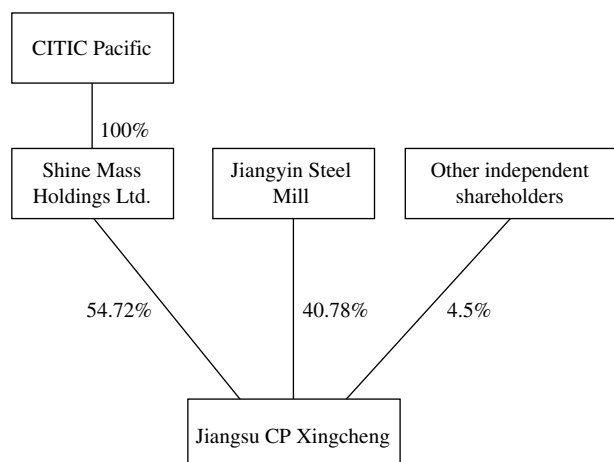 CITIC Pacific
100%
Shine Mass
Holdings Ltd.
Jiangyin Steel
Mill
Other independent
shareholders
54.72%
40.78%
4.5%
Jiangsu CP Xingcheng